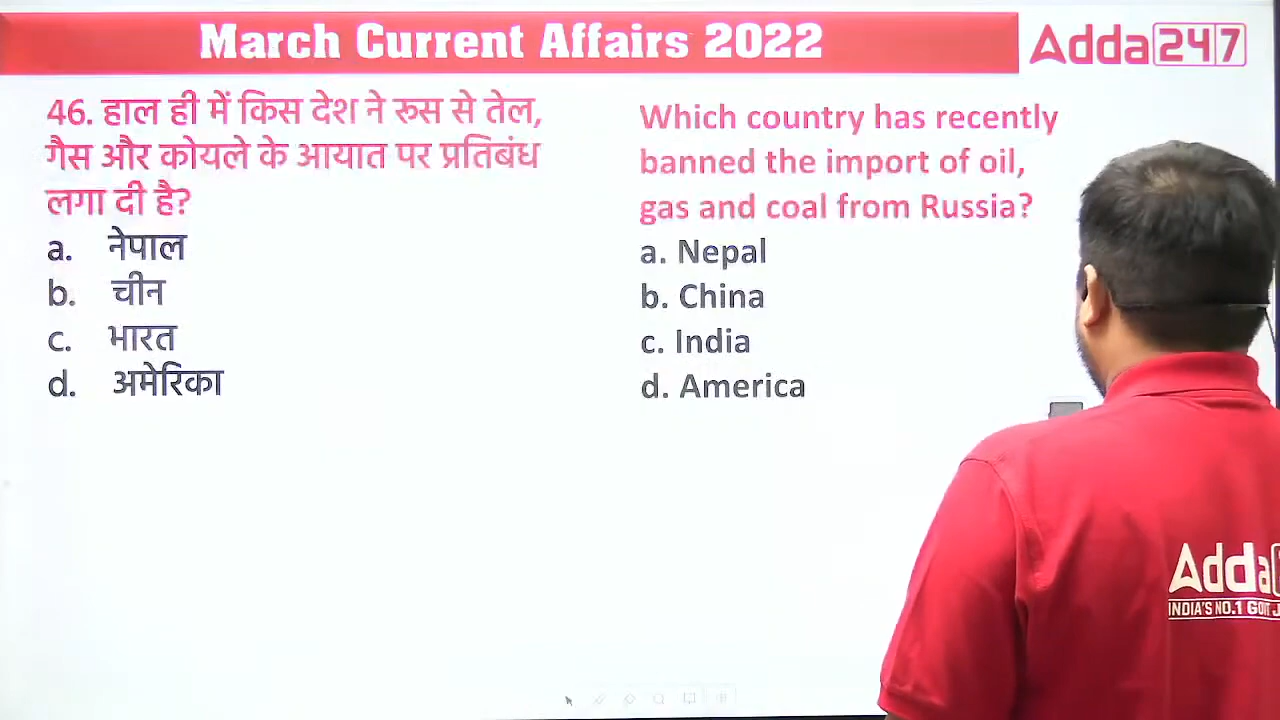 March Current Affairs 2022
Adda247
46. हाल ही में किस देश ने रूस से तेल,
गैस और कोयले के आयात पर प्रतिबंध
लगा दी है?
a. नेपाल
b. चीन
c. भारत
d. अमेरिका
Which country has recently
banned the import of oil,
gas and coal from Russia?
a. Nepal
b. China
c. India
d. America
Adda
INDIA'S NO.1 GOVT J